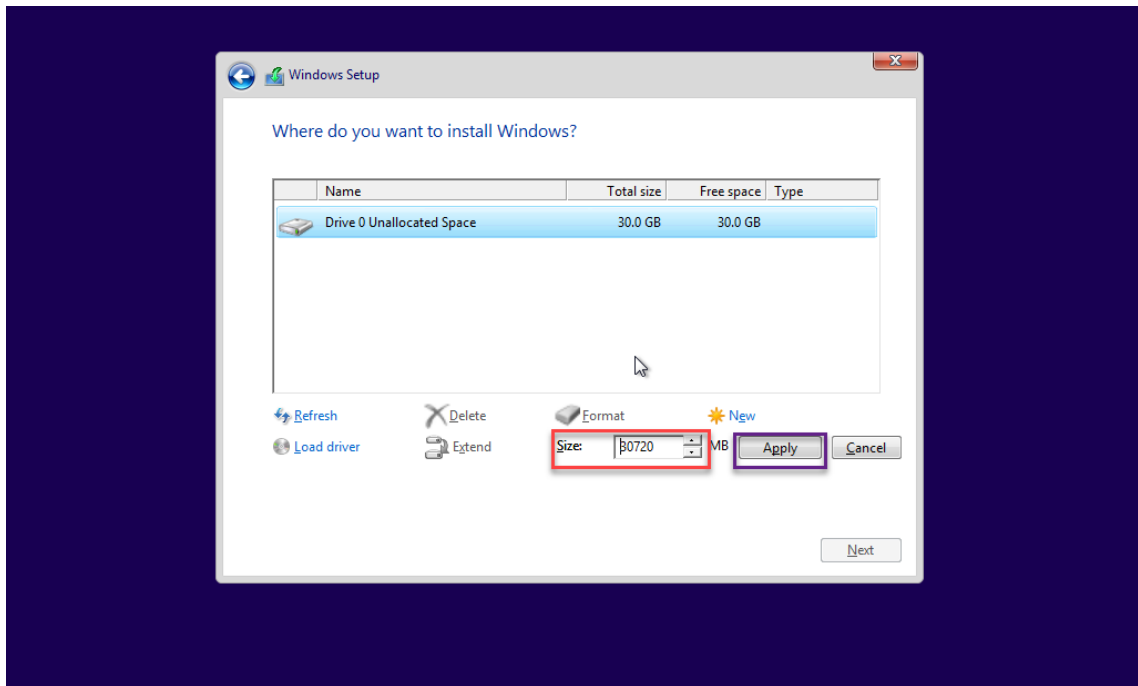 Windows Setup
Where do you want to install Windows?
Name Total size Free space Type
Drive 0 Unallocated Space 30.0 GB 30.0 GB
Refresh Delete Format New
Load driver Extend Size: 30720 MB Apply Cancel
Next